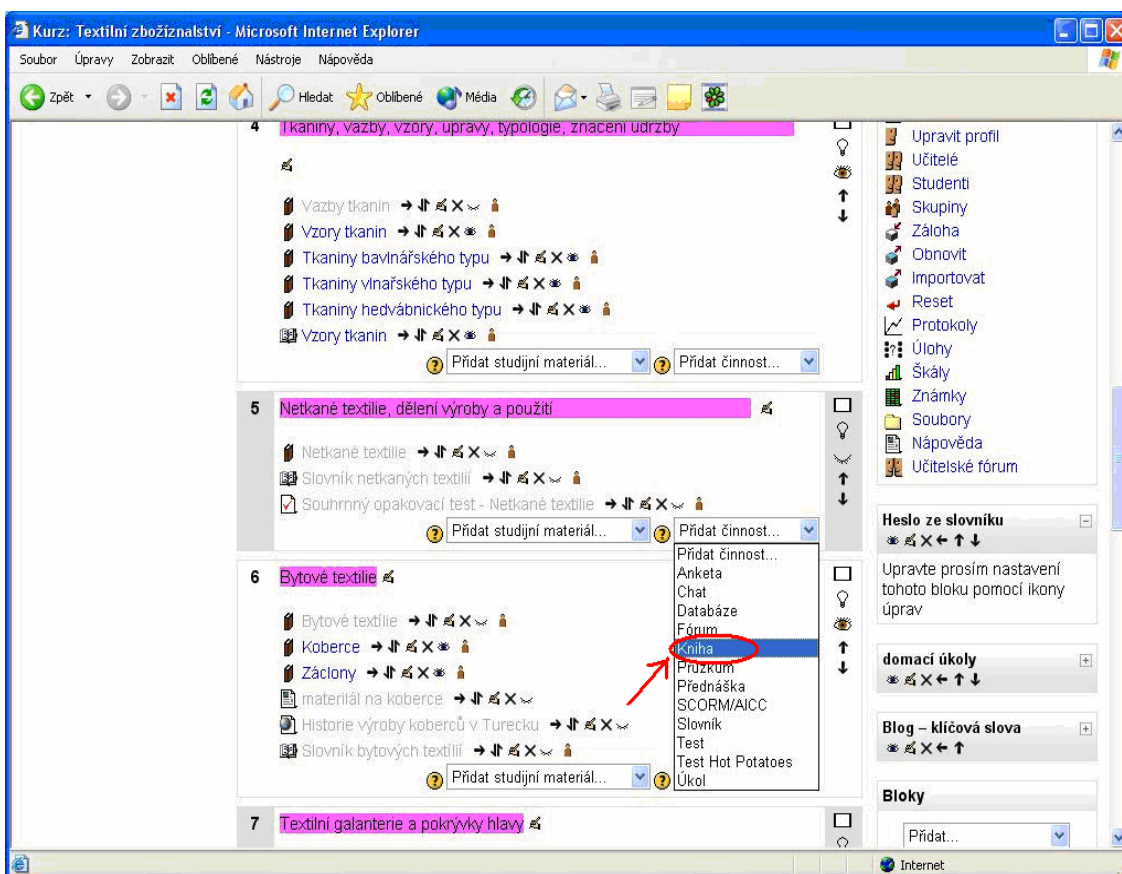 Kurz: Textilní zbožíznalství - Microsoft Internet Explorer
Soubor Úpravy Zobrazit Oblíbené Nástroje Nápověda
Zpět Hledat Oblíbené Média
4 Tkaniny, vazby, vzory, úpravy, typologie, značení údržby
Vazby tkanin
Vzory tkanin
Tkaniny bavlnářského typu
Tkaniny vlnařského typu
Tkaniny hedvábnického typu
Vzory tkanin
Přidat studijní materiál... Přidat činnost...
5 Netkané textilie, dělení výroby a použití
Netkané textilie
Slovník netkaných textilií
Souhrnný opakovací test - Netkané textilie
Přidat studijní materiál... Přidat činnost...
Přidat činnost...
Anketa
Chat
Databáze
Fórum
Kniha
Průzkum
Přednáška
SCORM/AICC
Slovník
Test
Test Hot Potatoes
Úkol
6 Bytové textilie
Bytové textílie
Koberce
Záclony
materilál na koberce
Historie výroby koberců v Turecku
Slovník bytových textílií
Přidat studijní materiál...
7 Textilní galanterie a pokrývky hlavy
Upravit profil
Učitelé
Studenti
Skupiny
Záloha
Obnovit
Importovat
Reset
Protokoly
Úlohy
Škály
Známky
Soubory
Nápověda
Učitelské fórum
Heslo ze slovníku
Upravte prosím nastavení
tohoto bloku pomocí ikony
úprav
domací úkoly
Blog – klíčová slova
Bloky
Přidat...
Internet